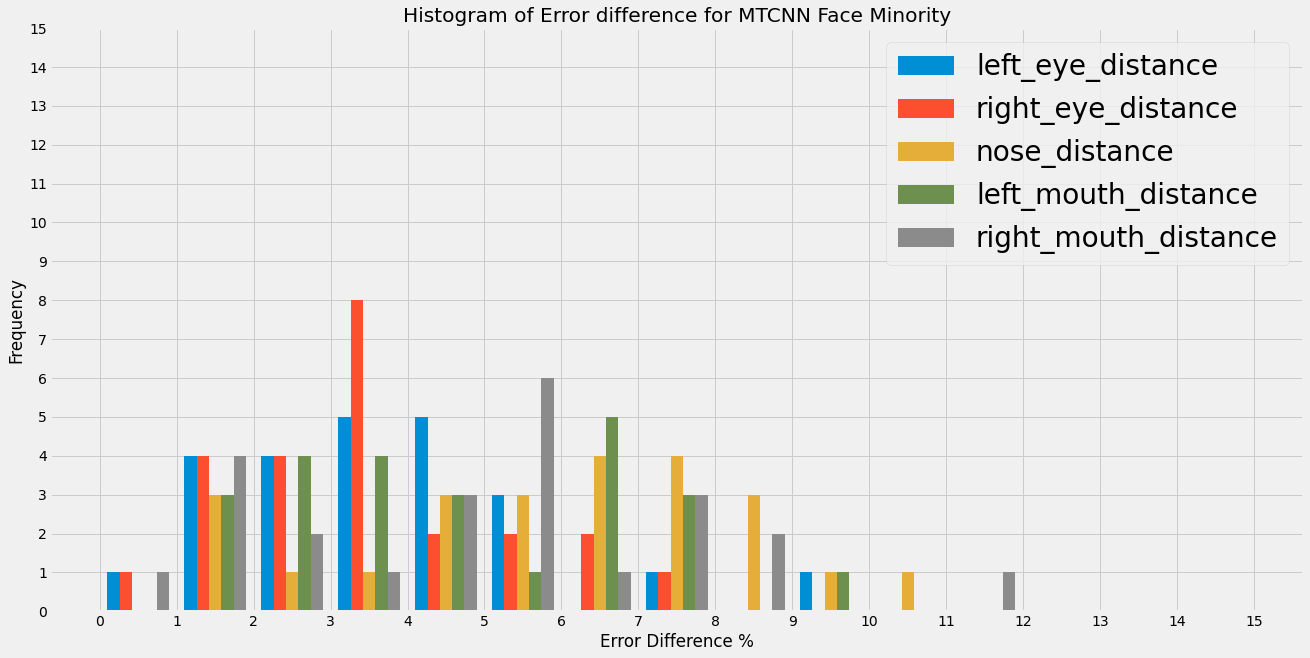 Histogram of Error difference for MTCNN Face Minority
left_eye_distance
right_eye_distance
nose_distance
left_mouth_distance
right_mouth_distance
Frequency
15
14
13
12
11
10
9
8
7
6
5
4
3
2
1
0
0 1 2 3 4 5 6 7 8 9 10 11 12 13 14 15
Error Difference %